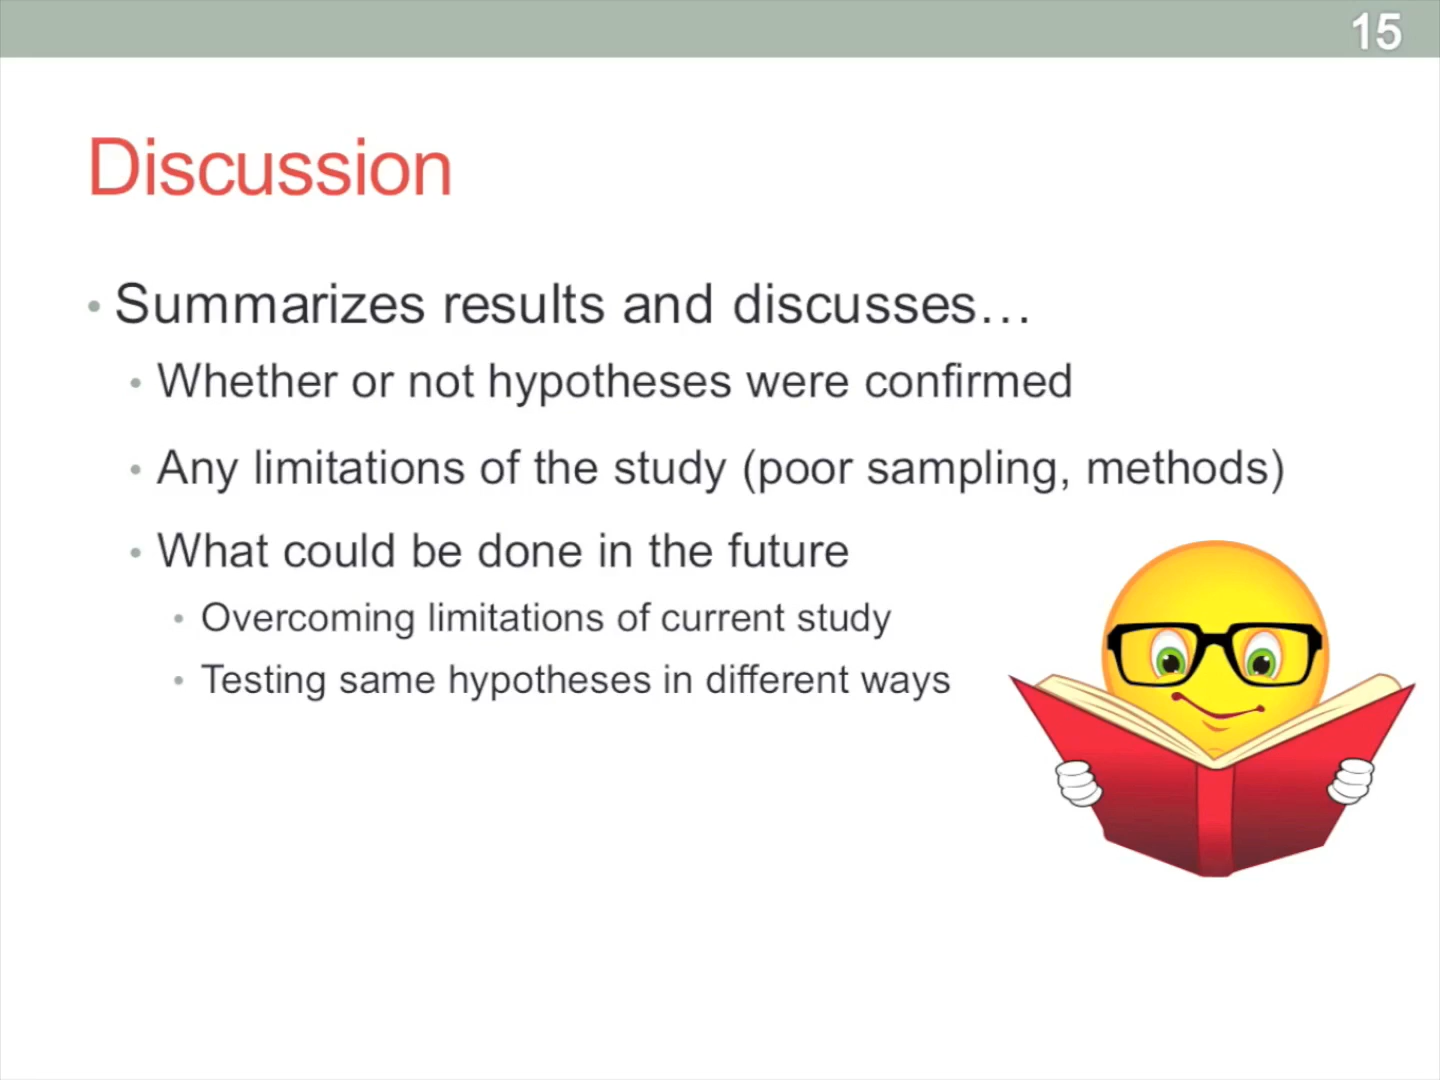 15
Discussion
• Summarizes results and discusses…
• Whether or not hypotheses were confirmed
• Any limitations of the study (poor sampling, methods)
• What could be done in the future
• Overcoming limitations of current study
• Testing same hypotheses in different ways